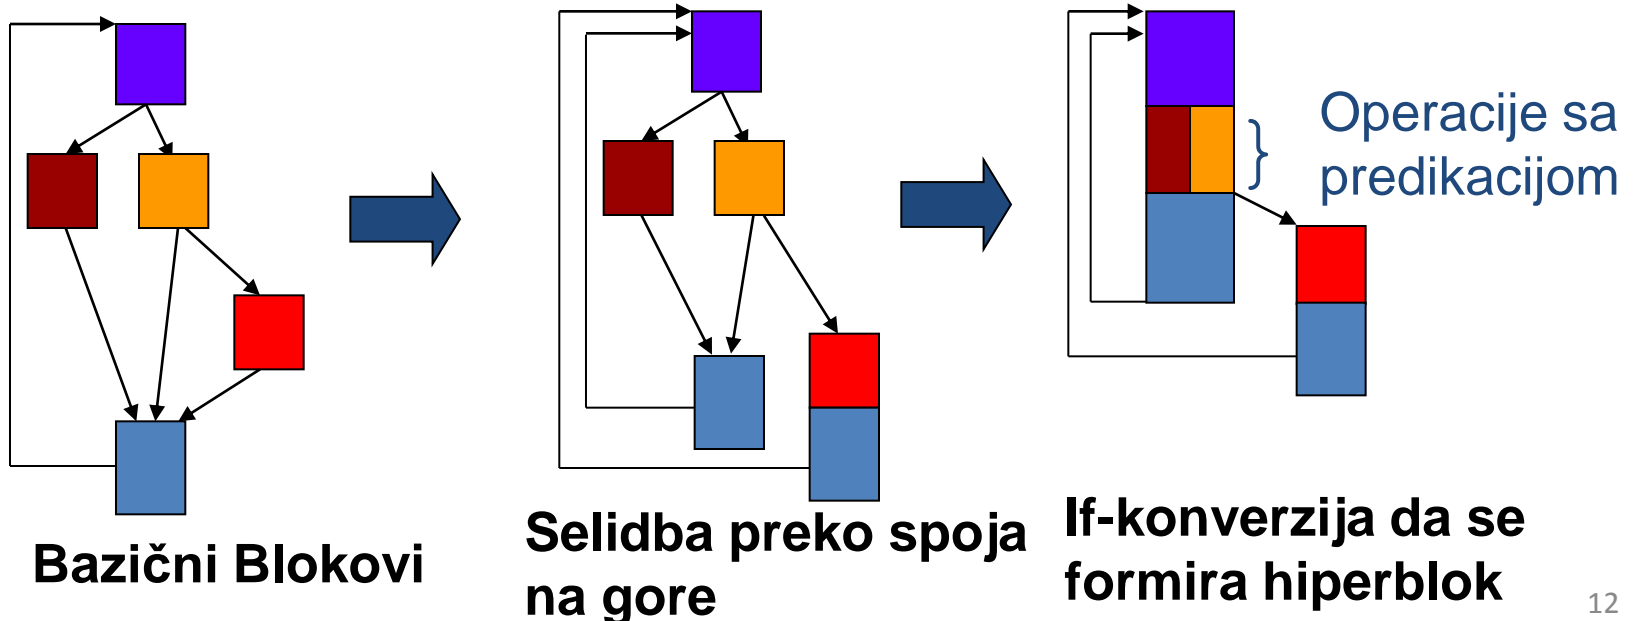 Operacije sa
predikacijom
Bazični Blokovi
Selidba preko spoja
na gore
If-konverzija da se
formira hiperblok
12